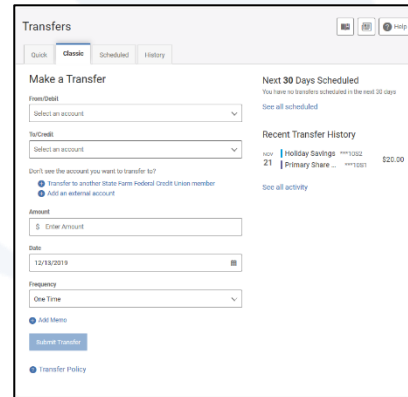 Transfers
Help
Quick
Classic
Scheduled
History
Make a Transfer
From/Debit
Select an account
To/Credit
Select an account
Don't see the account you want to transfer to?
Transfer to another State Farm Federal Credit Union member
Add an external account
Amount
$ Enter Amount
Date
12/13/2019
Frequency
One Time
Add Memo
Submit Transfer
Transfer Policy
Next 30 Days Scheduled
You have no transfers scheduled in the next 30 days
See all scheduled
Recent Transfer History
NOV 21
Holiday Savings ***10S2
Primary Share ... ***10S1
$20.00
See all activity